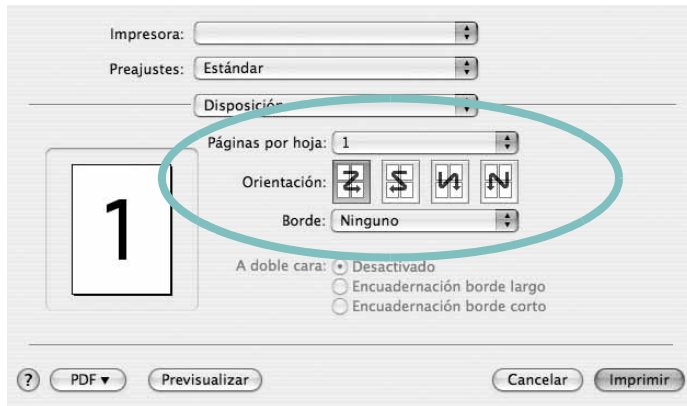 Impresora:
Preajustes: Estándar
Disposición
Páginas por hoja: 1
Orientación:
Borde: Ninguno
1
A doble cara: Desactivado
Encuadernación borde largo
Encuadernación borde corto
? PDF Previsualizar Cancelar Imprimir